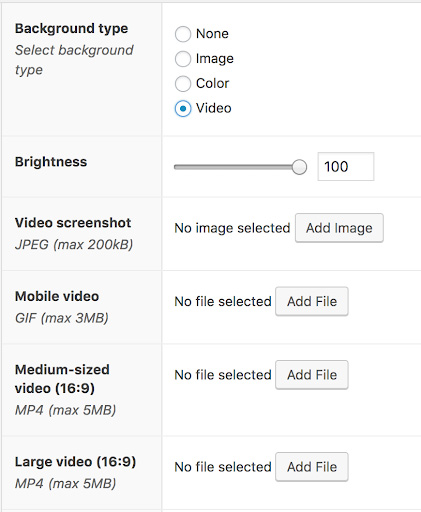 Background type
Select background
type
None
Image
Color
Video
Brightness
100
Video screenshot
JPEG (max 200kB)
No image selected Add Image
Mobile video
GIF (max 3MB)
No file selected Add File
Medium-sized
video (16:9)
MP4 (max 5MB)
No file selected Add File
Large video (16:9)
MP4 (max 5MB)
No file selected Add File